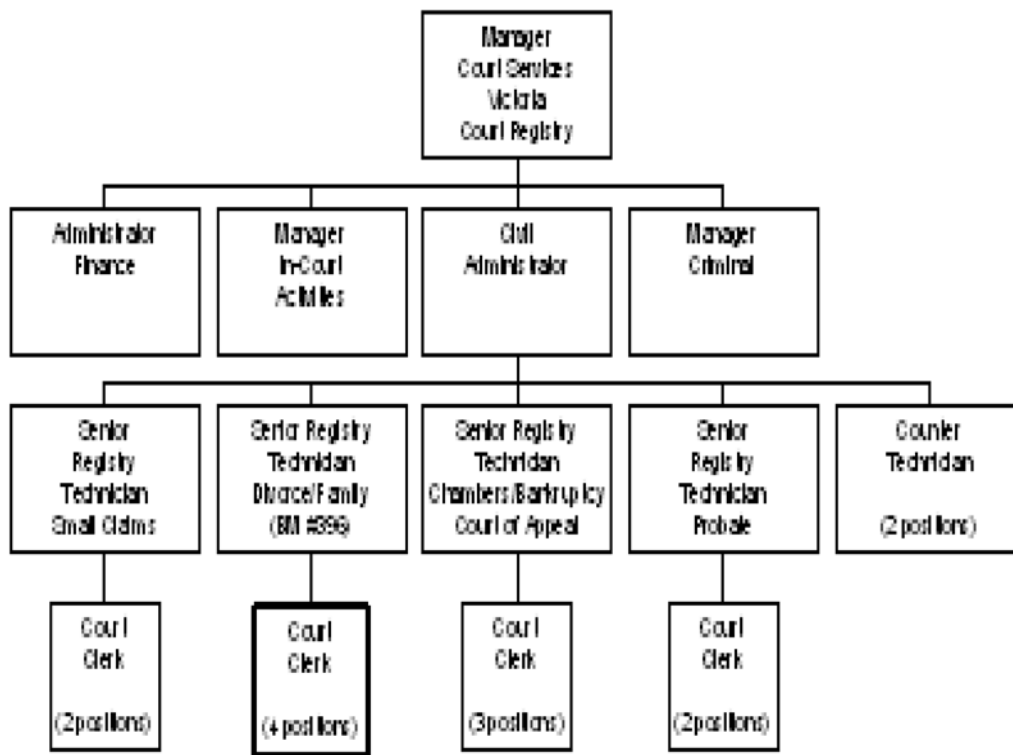 Manager
Court Services
Victoria
Court Registry
Administrator
Finance
Manager
In-Court
Activities
Civil
Administrator
Manager
Criminal
Senior
Registry
Technician
Small Claims
Senior Registry
Technician
Divorce/Family
(BM #396)
Senior Registry
Technician
Chambers/Bankrupcy
Court of Appeal
Senior
Registry
Technician
Probate
Counter
Technician
(2 positions)
Court
Clerk
(2 positions)
Court
Clerk
(4 positions)
Court
Clerk
(3 positions)
Court
Clerk
(2 positions)